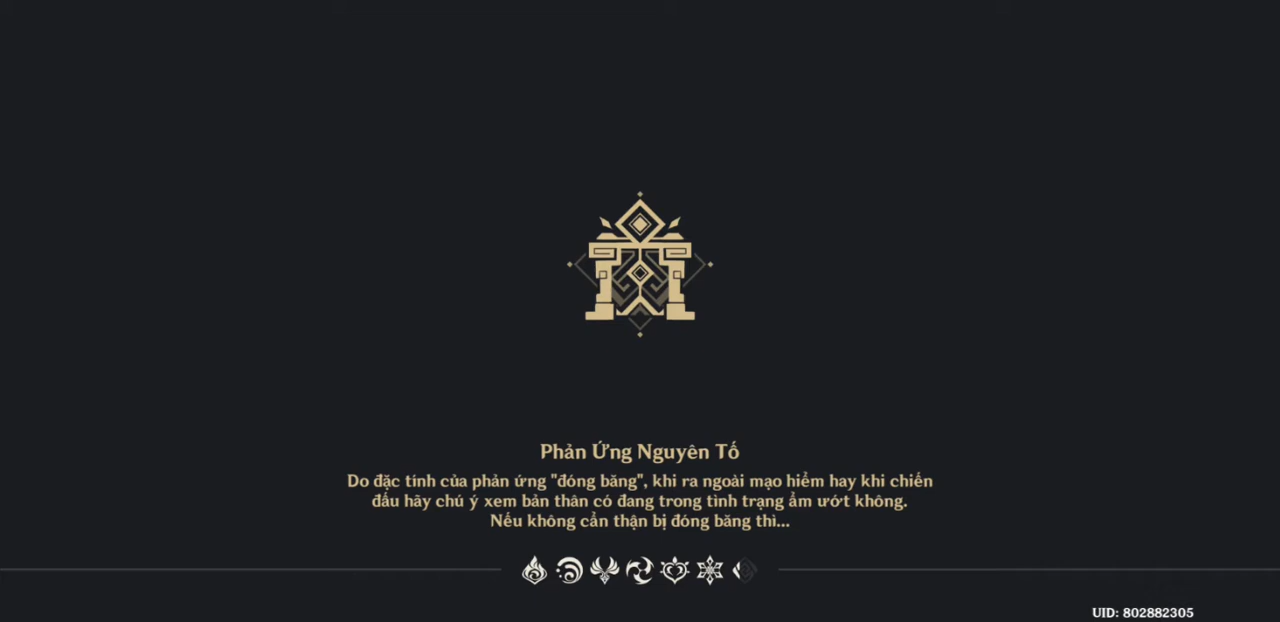 Phản Ứng Nguyên Tố
Do đặc tính của phản ứng "đóng băng", khi ra ngoài mạo hiểm hay khi chiến
đấu hãy chú ý xem bản thân có đang trong tình trạng ẩm ướt không.
Nếu không cẩn thận bị đóng băng thì...
UID: 802882305